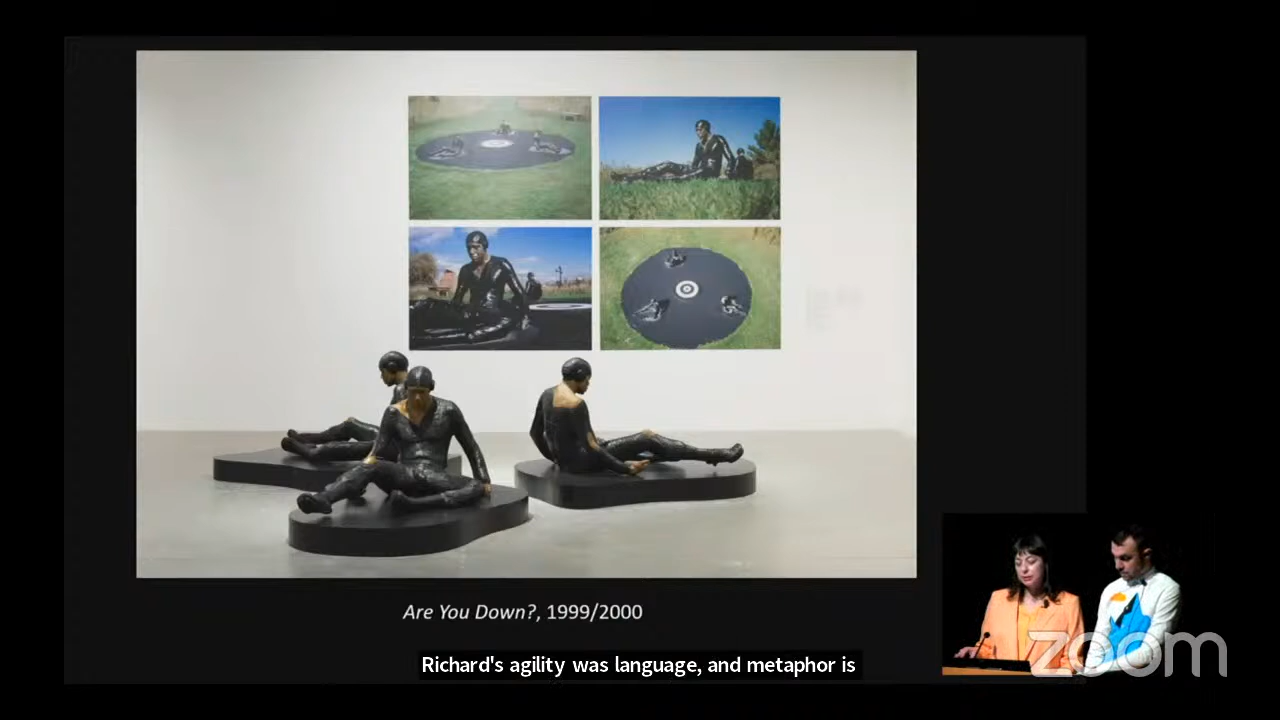 Are You Down?, 1999/2000
Richard's agility was language, and metaphor is
zoom